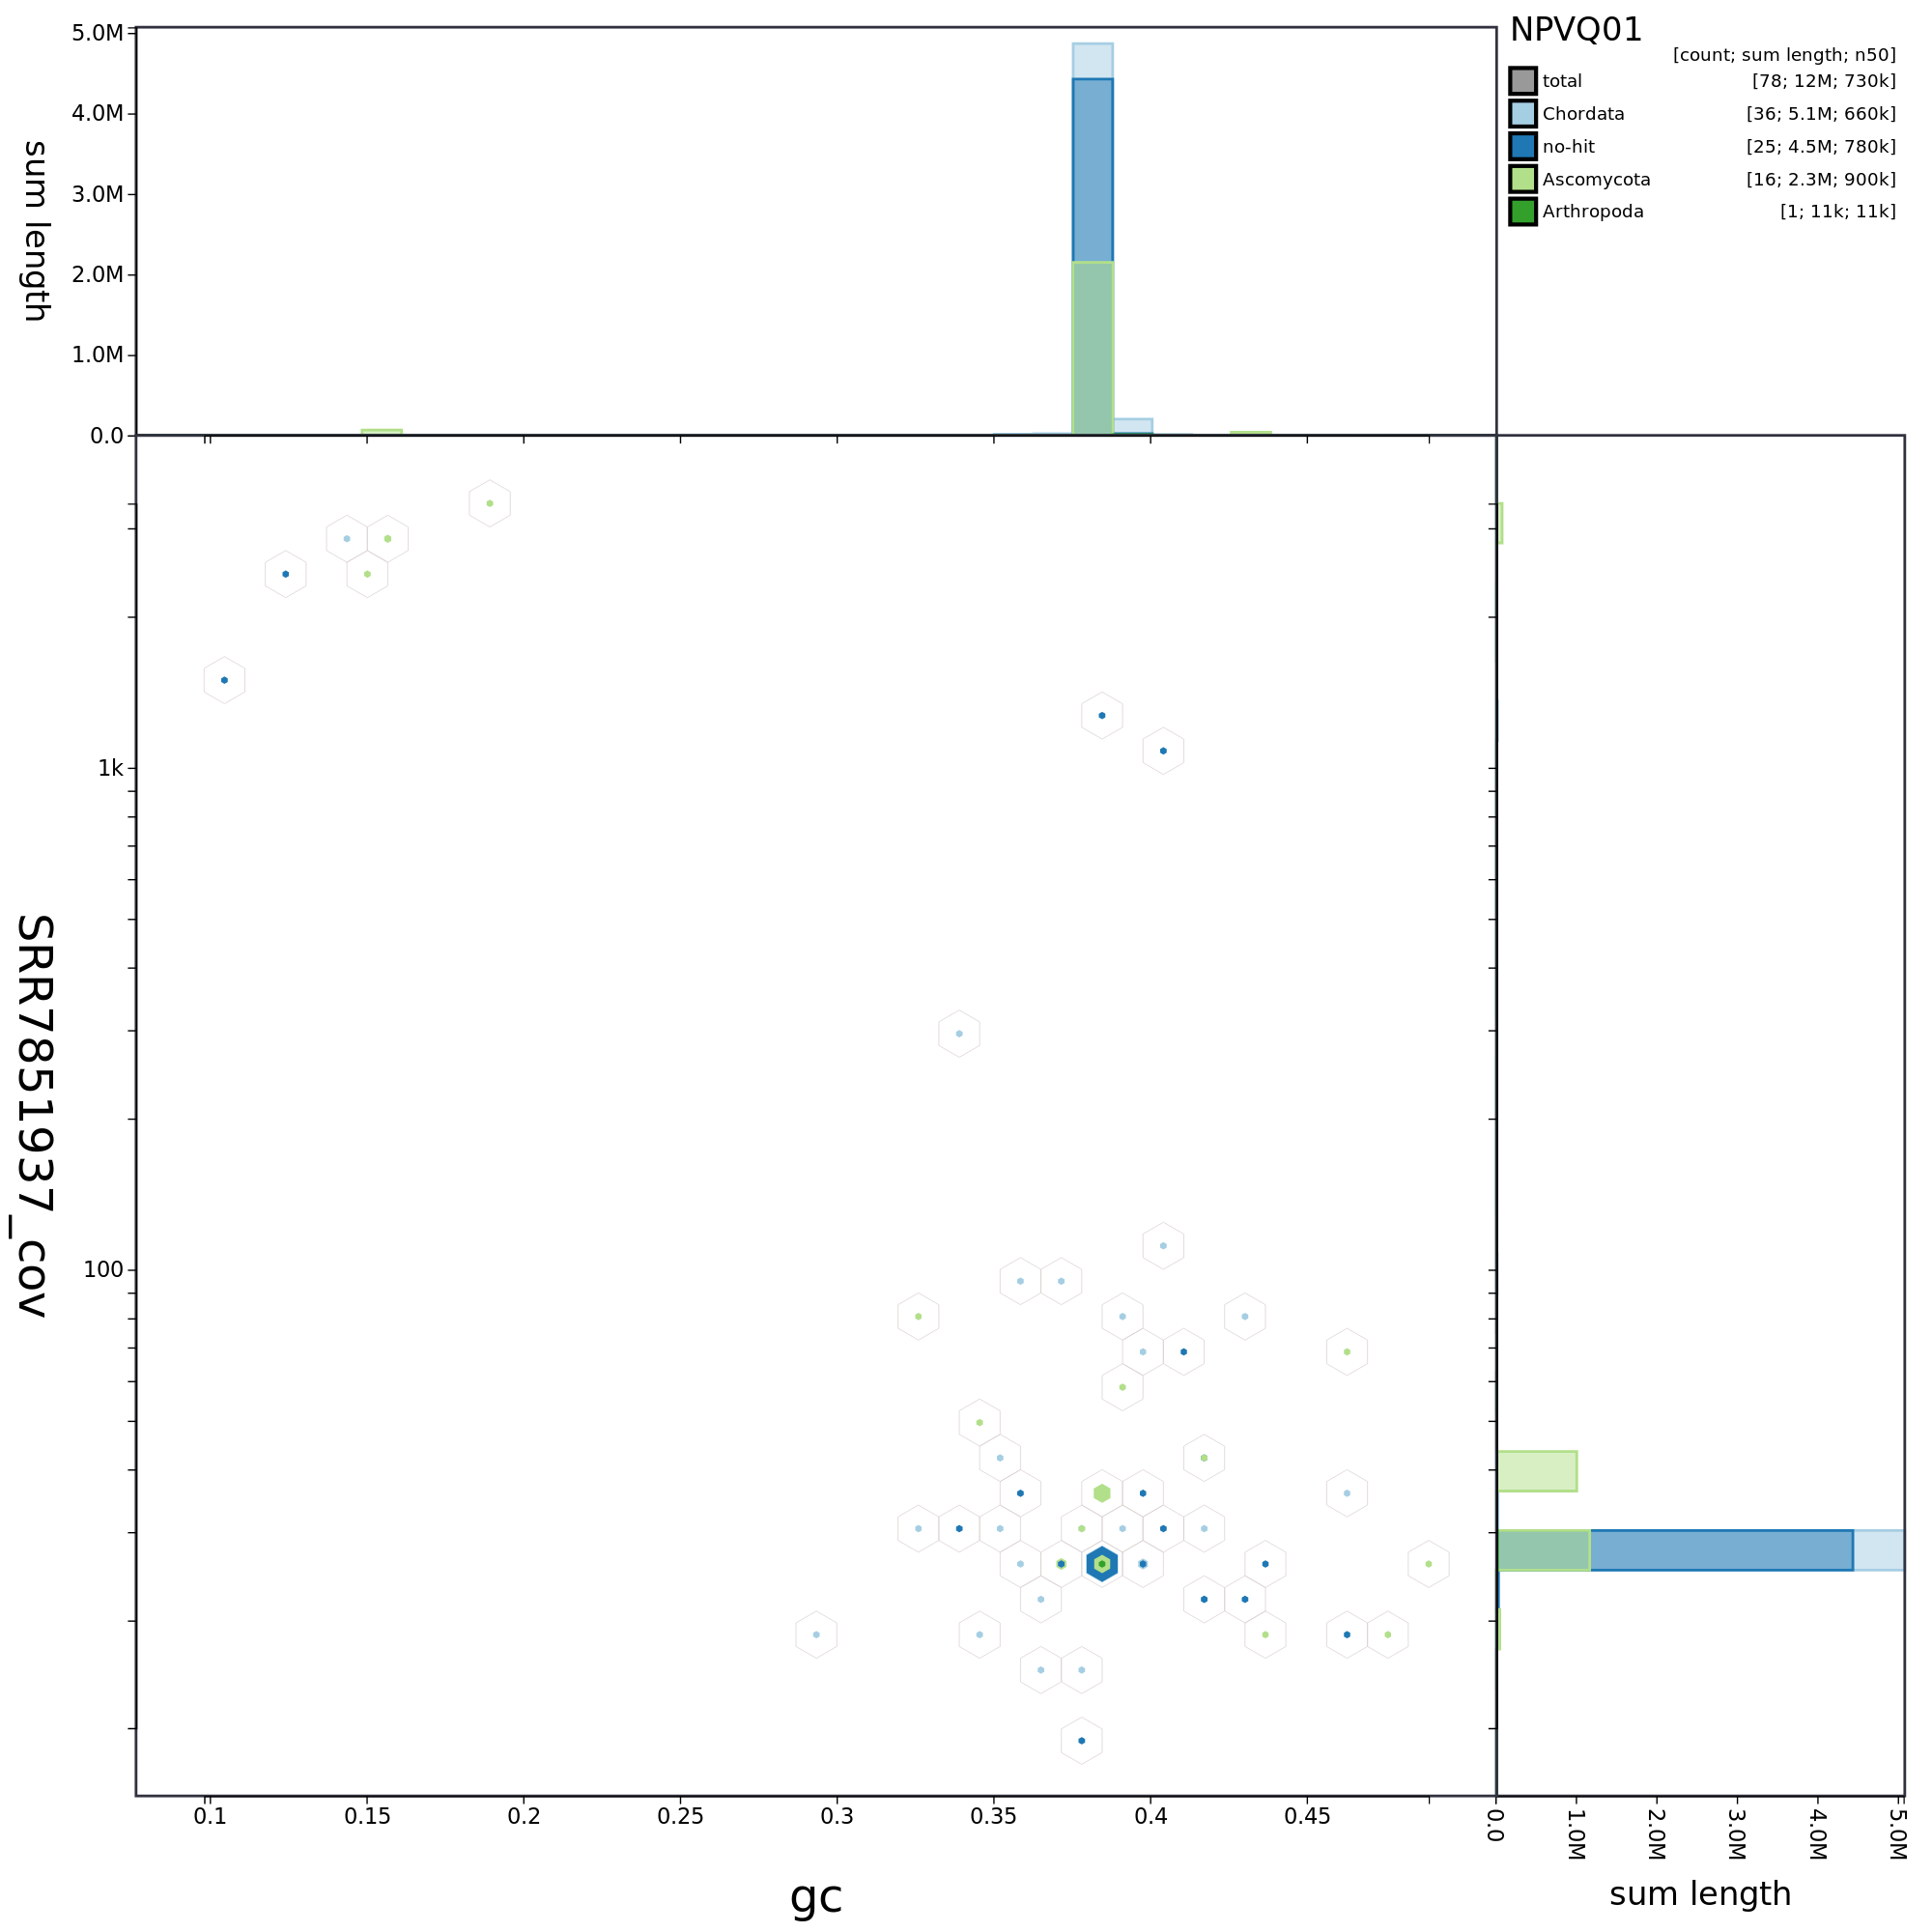 NPVQ01
[count; sum length; n50]
total [78; 12M; 730k]
Chordata [36; 5.1M; 660k]
no-hit [25; 4.5M; 780k]
Ascomycota [16; 2.3M; 900k]
Arthropoda [1; 11k; 11k]
sum length
5.0M
4.0M
3.0M
2.0M
1.0M
0.0
SRR7851937_cov
1k
100
0.1 0.15 0.2 0.25 0.3 0.35 0.4 0.45
gc
0.0 1.0M 2.0M 3.0M 4.0M 5.0M
sum length